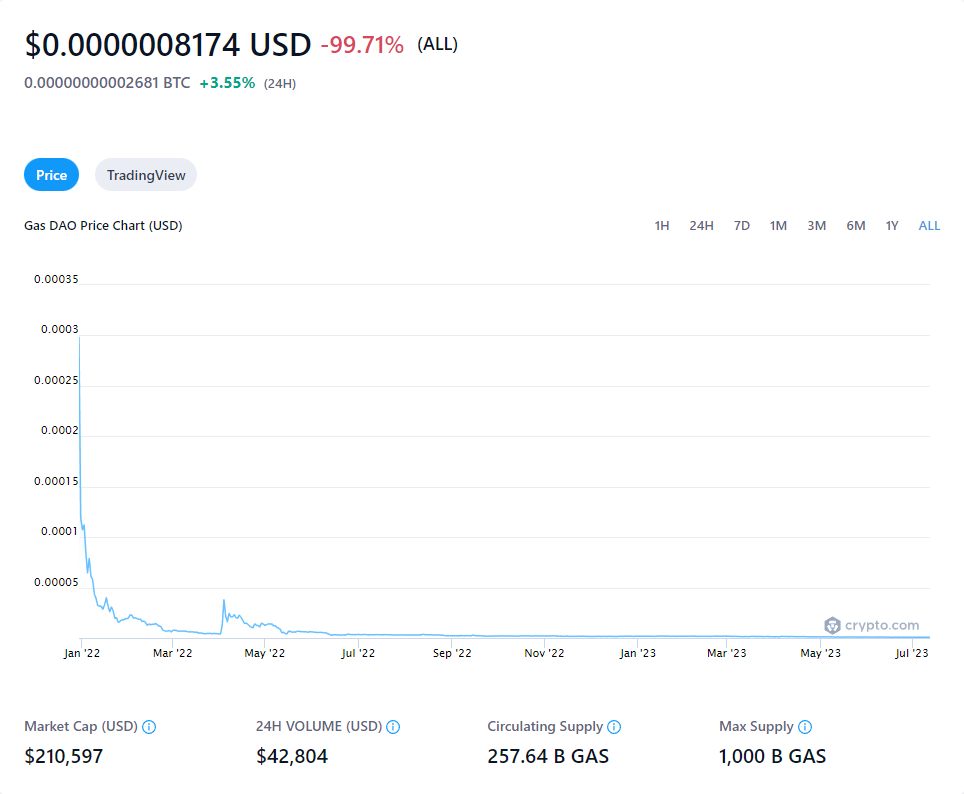 $0.0000008174 USD -99.71% (ALL)
0.00000000002681 BTC +3.55% (24H)
Price TradingView
Gas DAO Price Chart (USD) 1H 24H 7D 1M 3M 6M 1Y ALL
0.00035
0.0003
0.00025
0.0002
0.00015
0.0001
0.00005
crypto.com
Jan '22 Mar '22 May '22 Jul '22 Sep '22 Nov '22 Jan '23 Mar '23 May '23 Jul '23
Market Cap (USD) 24H VOLUME (USD) Circulating Supply Max Supply
$210,597 $42,804 257.64 B GAS 1,000 B GAS